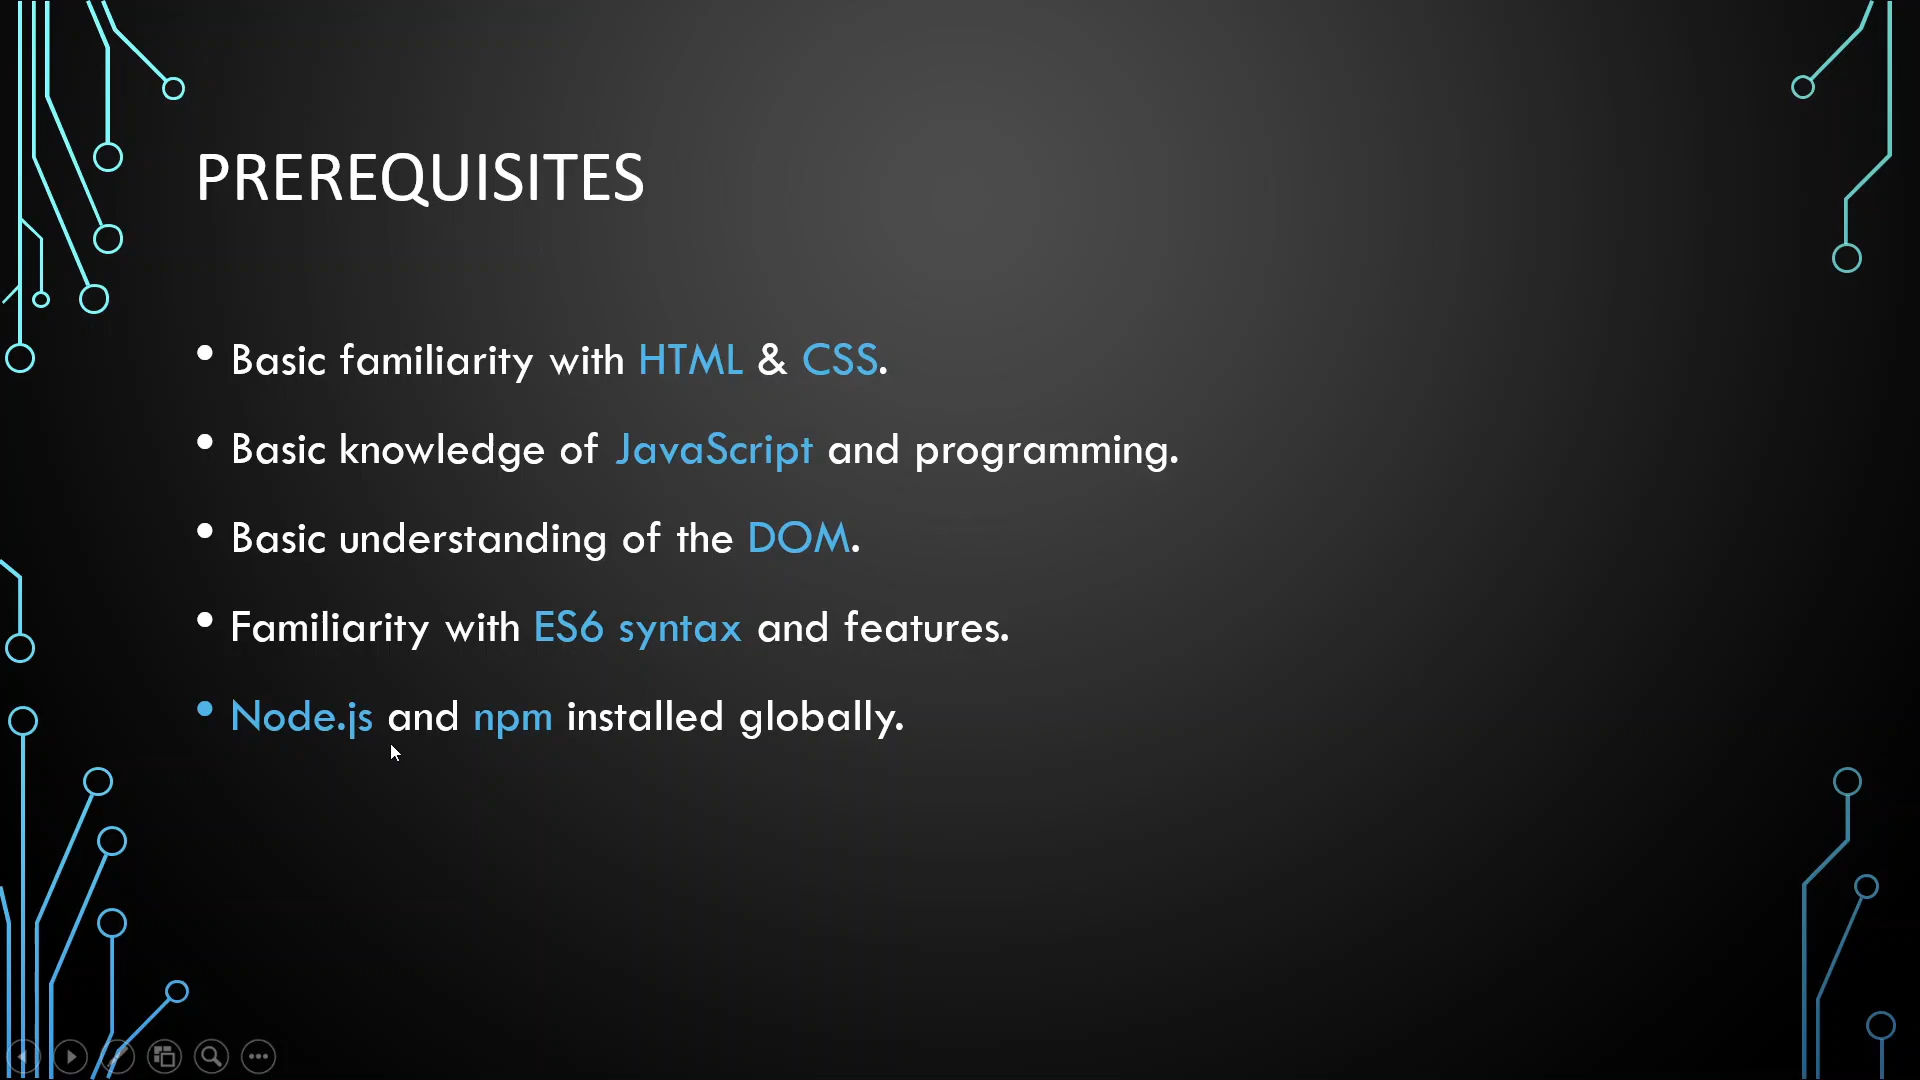 PREREQUISITES
• Basic familiarity with HTML & CSS.
• Basic knowledge of JavaScript and programming.
• Basic understanding of the DOM.
• Familiarity with ES6 syntax and features.
• Node.js and npm installed globally.